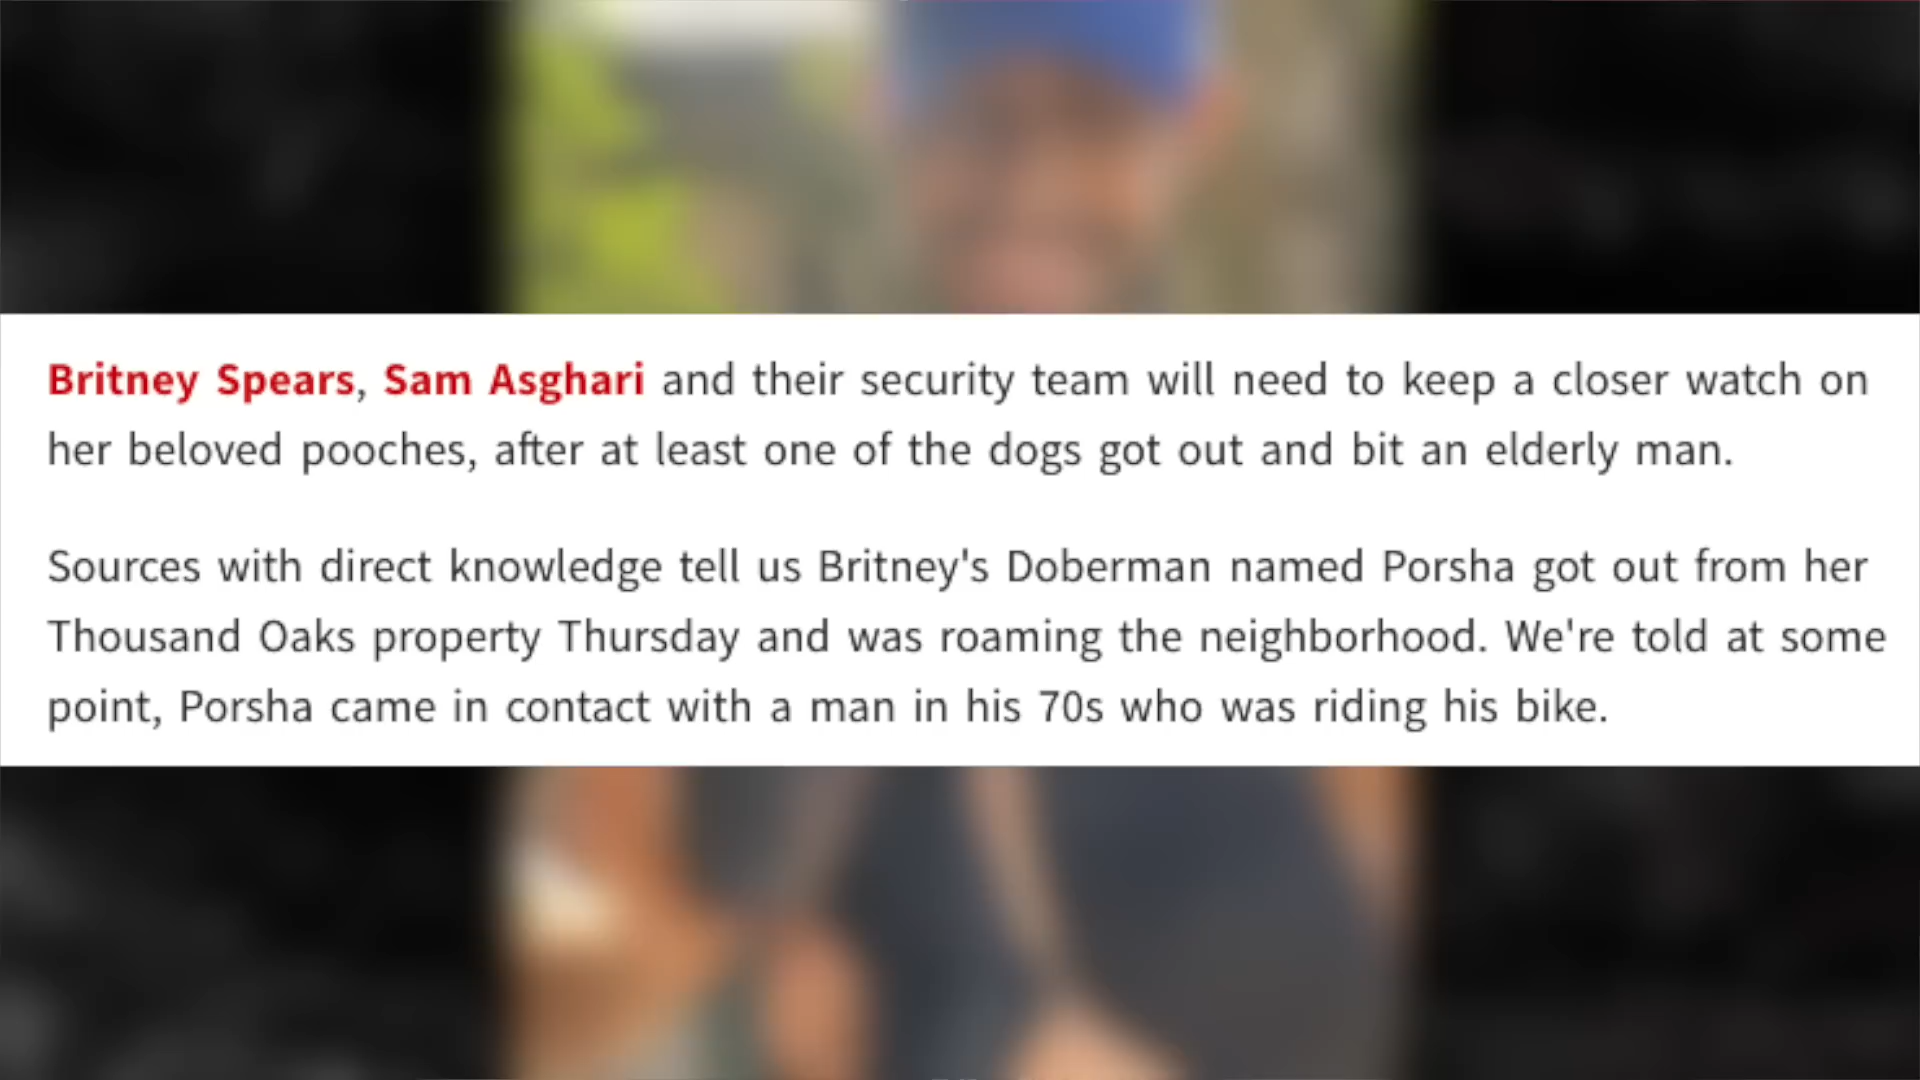 Britney Spears, Sam Asghari and their security team will need to keep a closer watch on
her beloved pooches, after at least one of the dogs got out and bit an elderly man.
Sources with direct knowledge tell us Britney's Doberman named Porsha got out from her
Thousand Oaks property Thursday and was roaming the neighborhood. We're told at some
point, Porsha came in contact with a man in his 70s who was riding his bike.